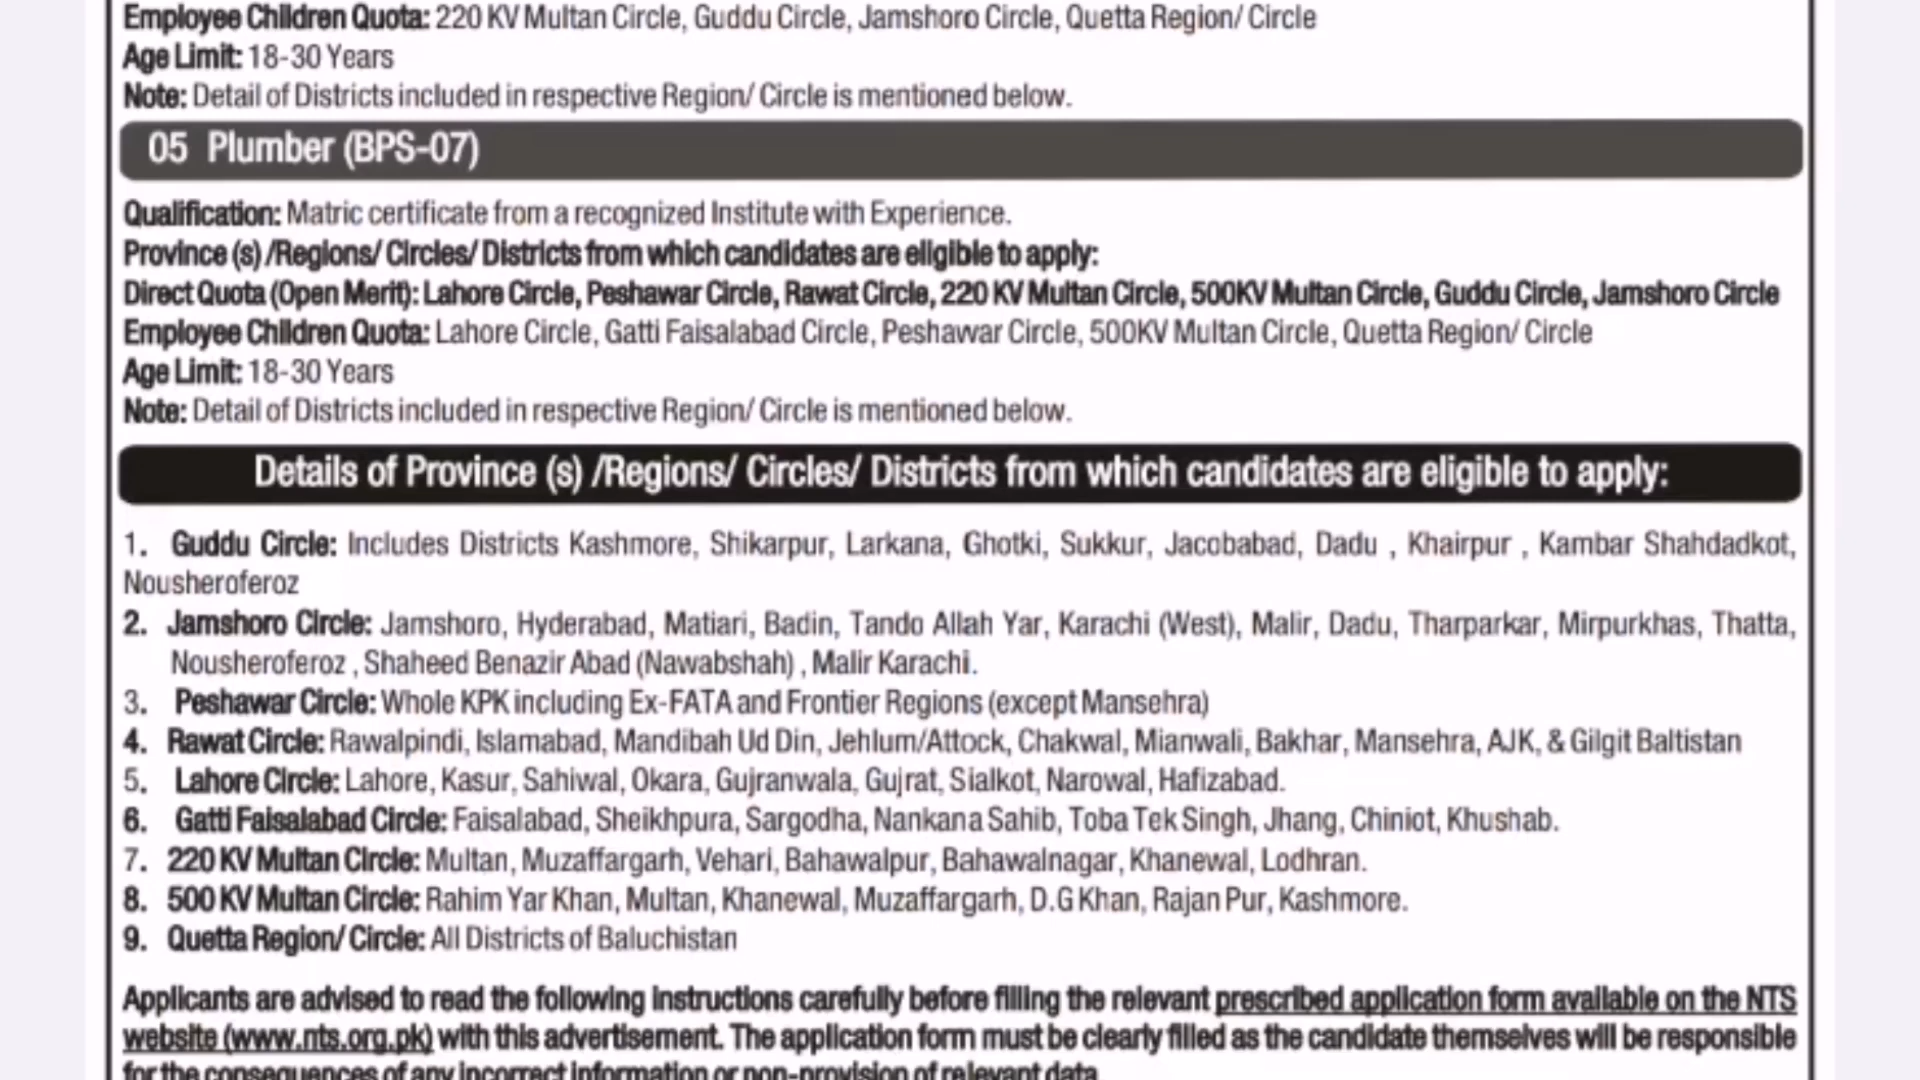 Employee Children Quota: 220 KV Multan Circle, Guddu Circle, Jamshoro Circle, Quetta Region/ Circle
Age Limit: 18-30 Years
Note: Detail of Districts included in respective Region/ Circle is mentioned below.
05 Plumber (BPS-07)
Qualification: Matric certificate from a recognized Institute with Experience.
Province (s) /Regions/ Circles/ Districts from which candidates are eligible to apply:
Direct Quota (Open Merit): Lahore Circle, Peshawar Circle, Rawat Circle, 220 KV Multan Circle, 500KV Multan Circle, Guddu Circle, Jamshoro Circle
Employee Children Quota: Lahore Circle, Gatti Faisalabad Circle, Peshawar Circle, 500KV Multan Circle, Quetta Region/ Circle
Age Limit: 18-30 Years
Note: Detail of Districts included in respective Region/ Circle is mentioned below.
Details of Province (s) /Regions/ Circles/ Districts from which candidates are eligible to apply:
1. Guddu Circle: Includes Districts Kashmore, Shikarpur, Larkana, Ghotki, Sukkur, Jacobabad, Dadu , Khairpur , Kambar Shahdadkot,
Nousheroferoz
2. Jamshoro Circle: Jamshoro, Hyderabad, Matiari, Badin, Tando Allah Yar, Karachi (West), Malir, Dadu, Tharparkar, Mirpurkhas, Thatta,
Nousheroferoz , Shaheed Benazir Abad (Nawabshah) , Malir Karachi.
3. Peshawar Circle: Whole KPK including Ex-FATA and Frontier Regions (except Mansehra)
4. Rawat Circle: Rawalpindi, Islamabad, Mandibah Ud Din, Jehlum/Attock, Chakwal, Mianwali, Bakhar, Mansehra, AJK, & Gilgit Baltistan
5. Lahore Circle: Lahore, Kasur, Sahiwal, Okara, Gujranwala, Gujrat, Sialkot, Narowal, Hafizabad.
6. Gatti Faisalabad Circle: Faisalabad, Sheikhpura, Sargodha, Nankana Sahib, Toba Tek Singh, Jhang, Chiniot, Khushab.
7. 220 KV Multan Circle: Multan, Muzaffargarh, Vehari, Bahawalpur, Bahawalnagar, Khanewal, Lodhran.
8. 500 KV Multan Circle: Rahim Yar Khan, Multan, Khanewal, Muzaffargarh, D.G Khan, Rajan Pur, Kashmore.
9. Quetta Region/ Circle: All Districts of Baluchistan
Applicants are advised to read the following instructions carefully before filling the relevant prescribed application form available on the NTS
website (www.nts.org.pk) with this advertisement. The application form must be clearly filled as the candidate themselves will be responsible
for the consequences of any incorrect information or non-provision of relevant data